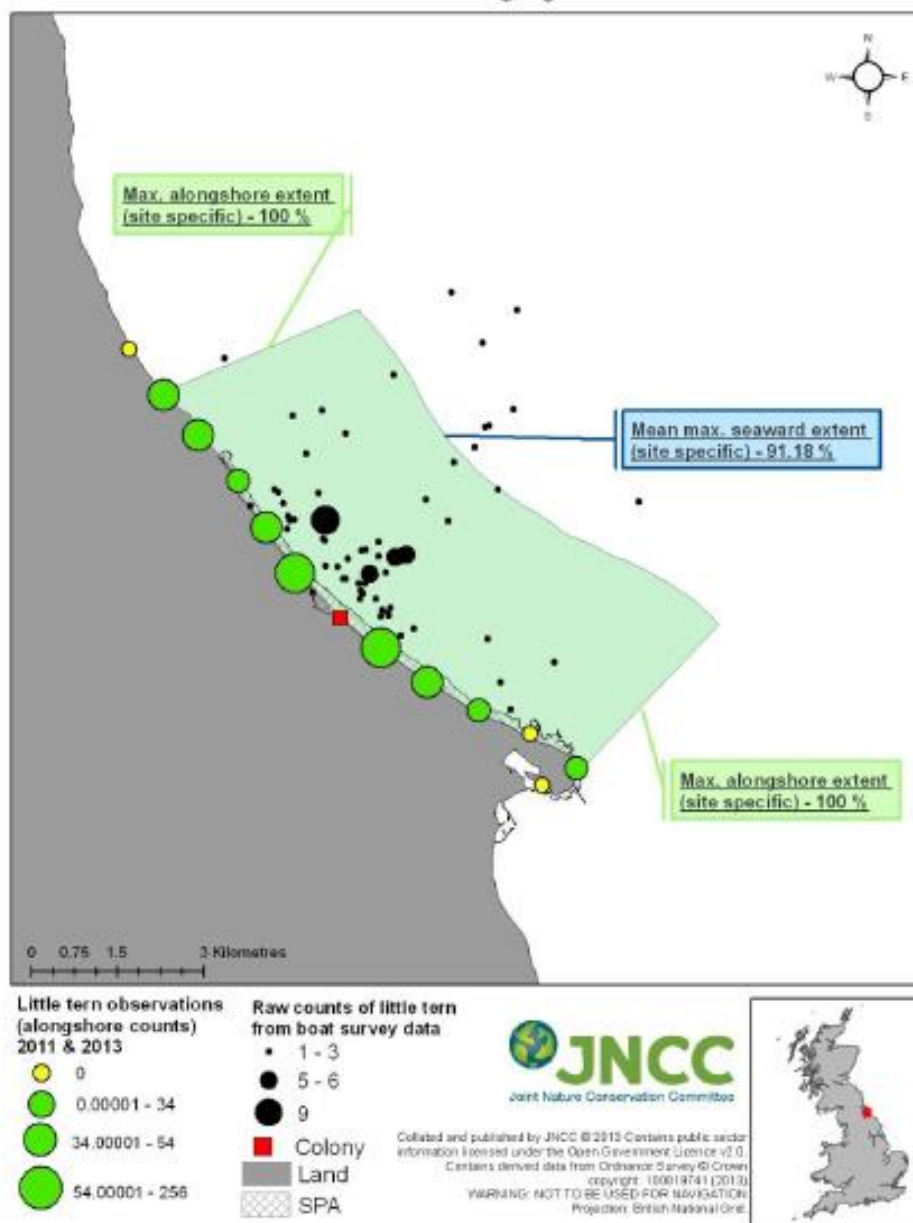 N
W E
S
Max. alongshore extent
(site specific) - 100 %
Mean max. seaward extent
(site specific) - 91.18 %
Max. alongshore extent
(site specific) - 100 %
0 0.75 1.5 3 Kilometres
Little tern observations
(alongshore counts)
2011 & 2013
0
0.00001 - 34
34.00001 - 54
54.00001 - 256
Raw counts of little tern
from boat survey data
1 - 3
5 - 6
9
Colony
Land
SPA
JNCC
Joint Nature Conservation Committee
Collated and published by JNCC © 2013 Contains public sector
information licensed under the Open Government Licence v2.0.
Contains derived data from Ordnance Survey © Crown
copyright. 100019741 (2013)
WARNING: NOT TO BE USED FOR NAVIGATION
Projection: British National Grid.